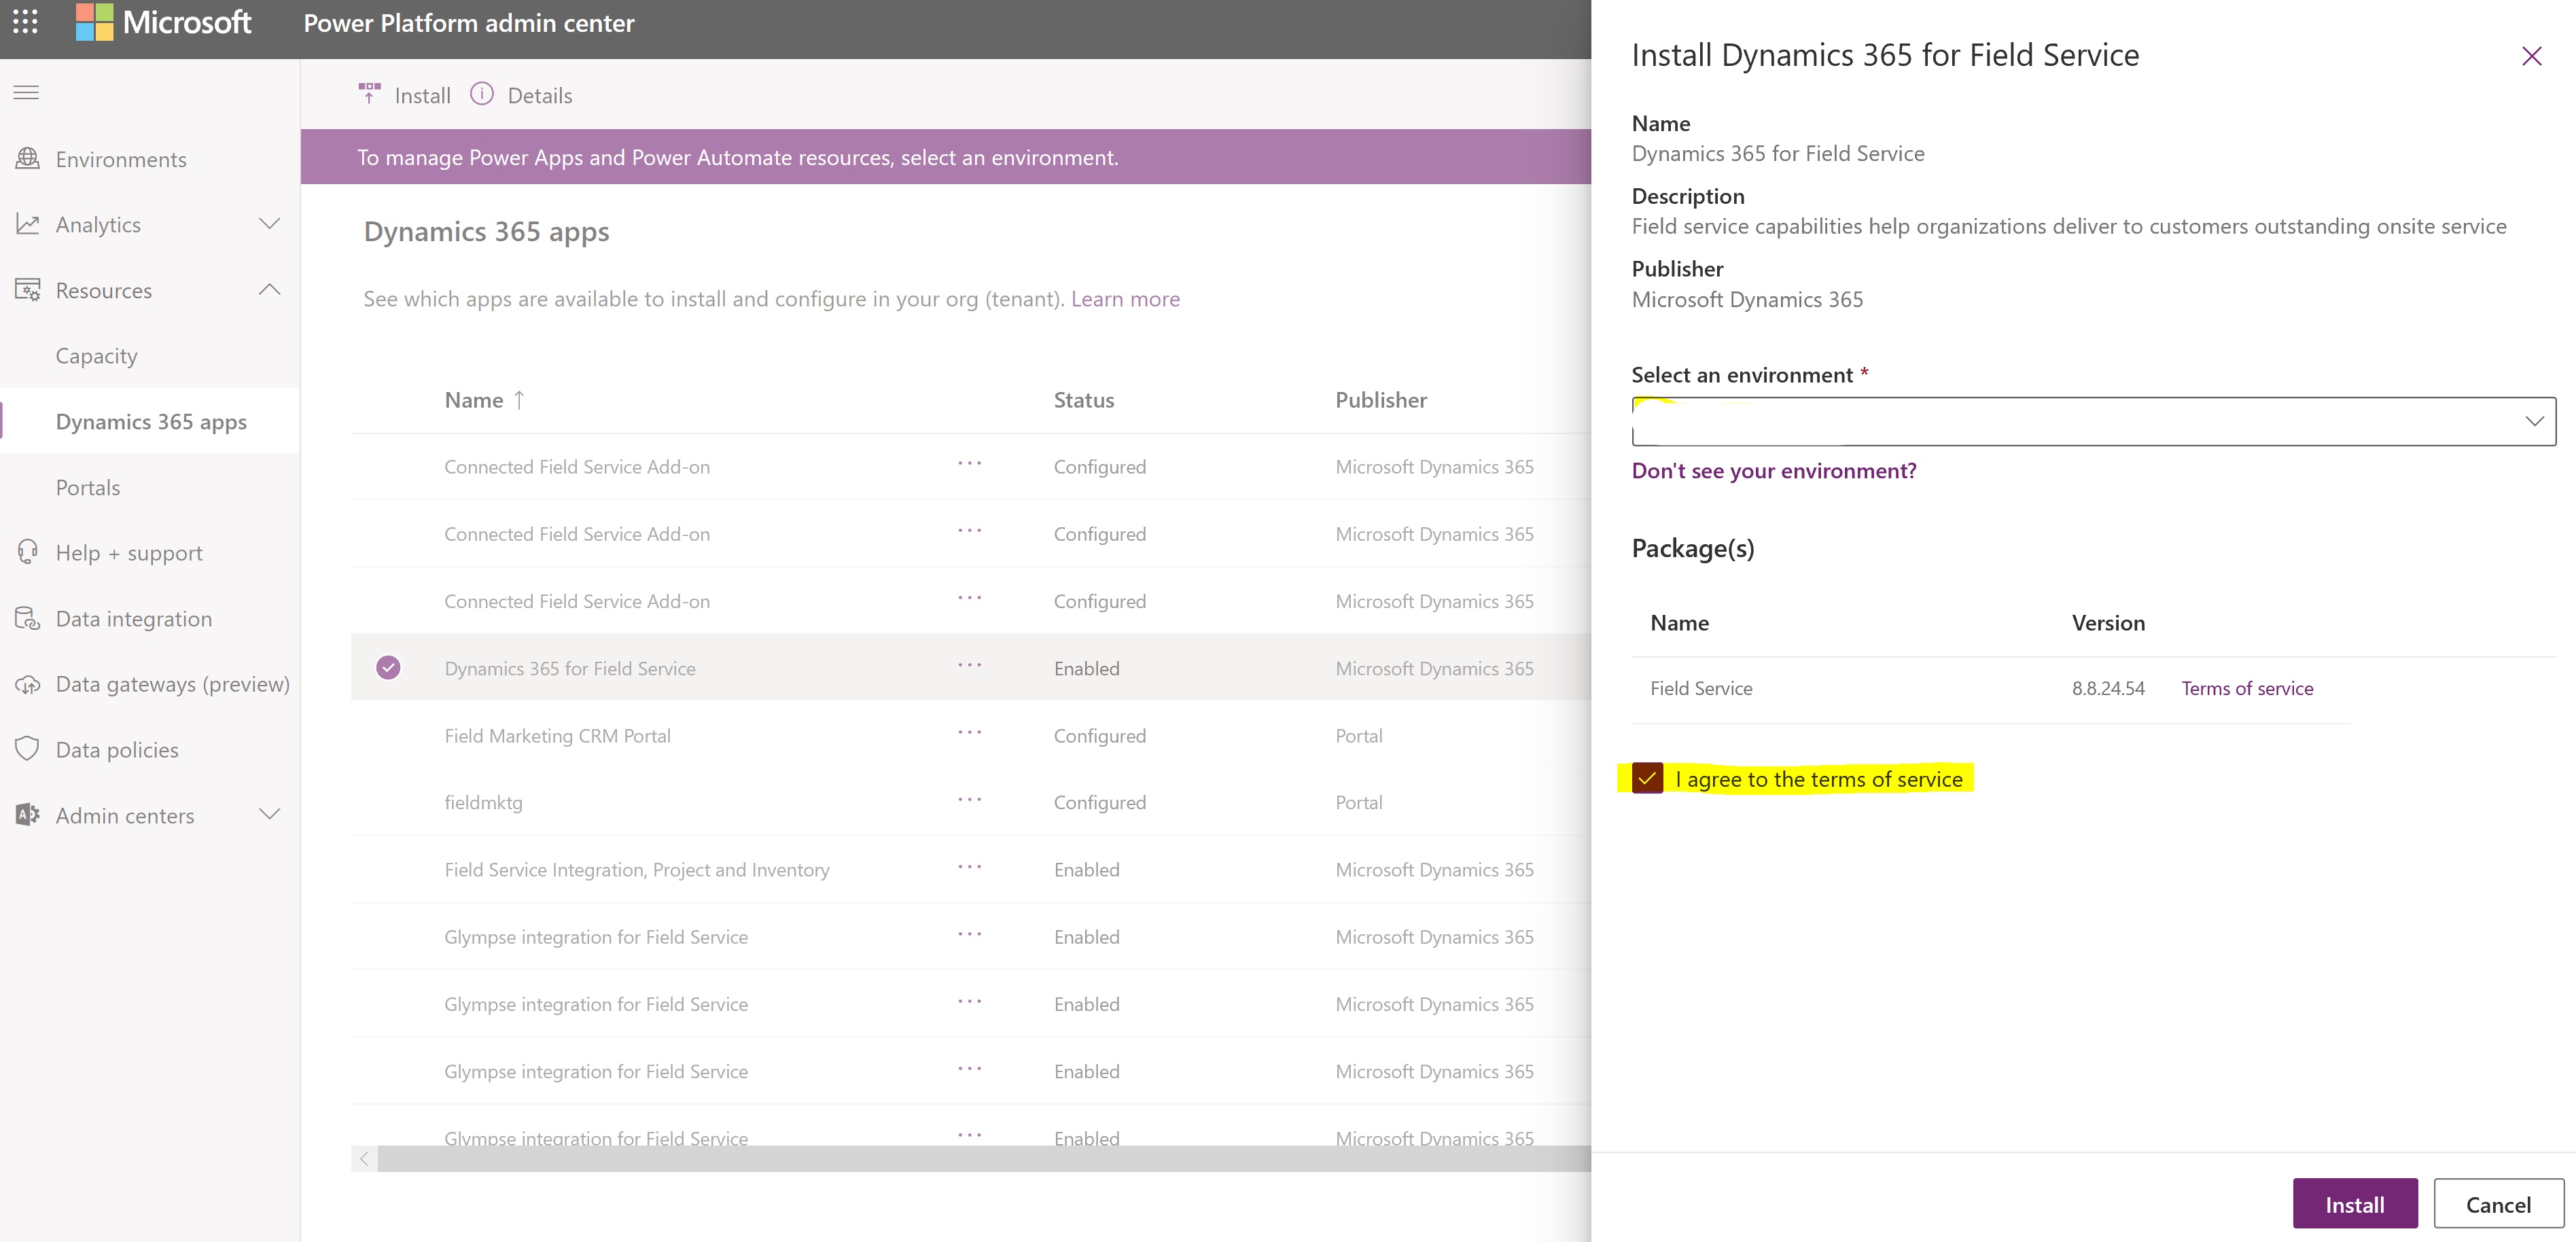 Microsoft Power Platform admin center
Environments
Analytics
Resources
Capacity
Dynamics 365 apps
Portals
Help + support
Data integration
Data gateways (preview)
Data policies
Admin centers
Install Details
To manage Power Apps and Power Automate resources, select an environment.
Dynamics 365 apps
See which apps are available to install and configure in your org (tenant). Learn more
Name ↑ Status Publisher
Connected Field Service Add-on ... Configured Microsoft Dynamics 365
Connected Field Service Add-on ... Configured Microsoft Dynamics 365
Connected Field Service Add-on ... Configured Microsoft Dynamics 365
Dynamics 365 for Field Service ... Enabled Microsoft Dynamics 365
Field Marketing CRM Portal ... Configured Portal
fieldmktg ... Configured Portal
Field Service Integration, Project and Inventory ... Enabled Microsoft Dynamics 365
Glympse integration for Field Service ... Enabled Microsoft Dynamics 365
Glympse integration for Field Service ... Enabled Microsoft Dynamics 365
Glympse integration for Field Service ... Enabled Microsoft Dynamics 365
Glympse integration for Field Service ... Enabled Microsoft Dynamics 365
Install Dynamics 365 for Field Service
Name
Dynamics 365 for Field Service
Description
Field service capabilities help organizations deliver to customers outstanding onsite service
Publisher
Microsoft Dynamics 365
Select an environment *
Don't see your environment?
Package(s)
Name Version
Field Service 8.8.24.54 Terms of service
I agree to the terms of service
Install Cancel